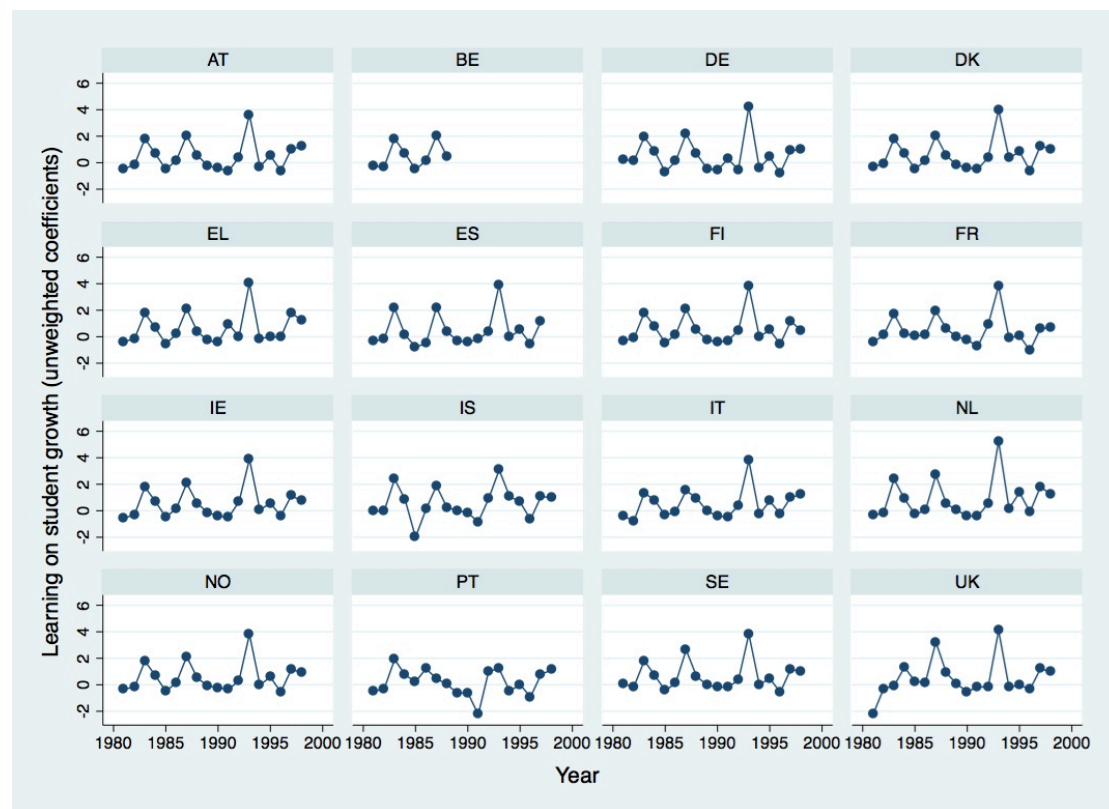 Learning on student growth (unweighted coefficients)
AT BE DE DK
6
4
2
0
-2
EL ES FI FR
6
4
2
0
-2
IE IS IT NL
6
4
2
0
-2
NO PT SE UK
6
4
2
0
-2
1980 1985 1990 1995 2000 1980 1985 1990 1995 2000 1980 1985 1990 1995 2000 1980 1985 1990 1995 2000
Year